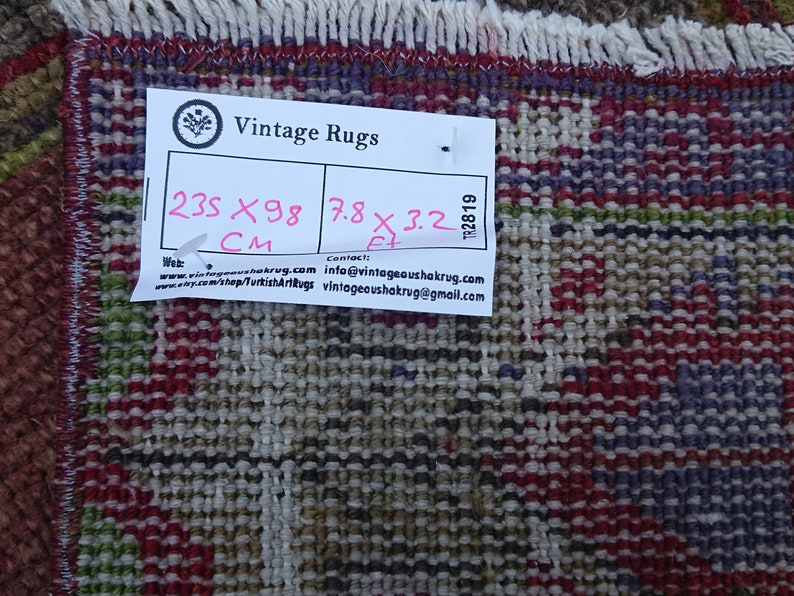 Vintage Rugs
235 X 98
CM
7.8 X 3.2
Ft
TR2819
Web:
www.vintageoushakrug.com
www.etsy.com/shop/TurkishArtRugs
Contact:
info@vintageoushakrug.com
vintageoushakrug@gmail.com